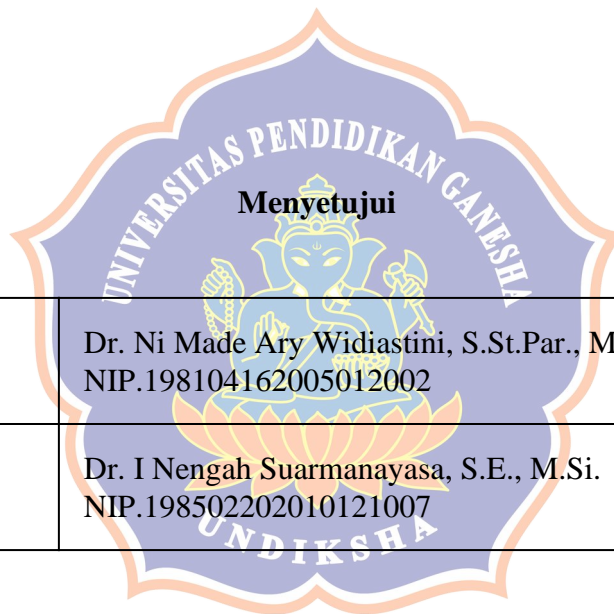 UNIVERSITAS PENDIDIKAN GANESHA
Menyetujui
Dr. Ni Made Ary Widiastini, S.St.Par., M
NIP.198104162005012002
Dr. I Nengah Suarmanayasa, S.E., M.Si.
NIP.198502202010121007
UNDIKSHA